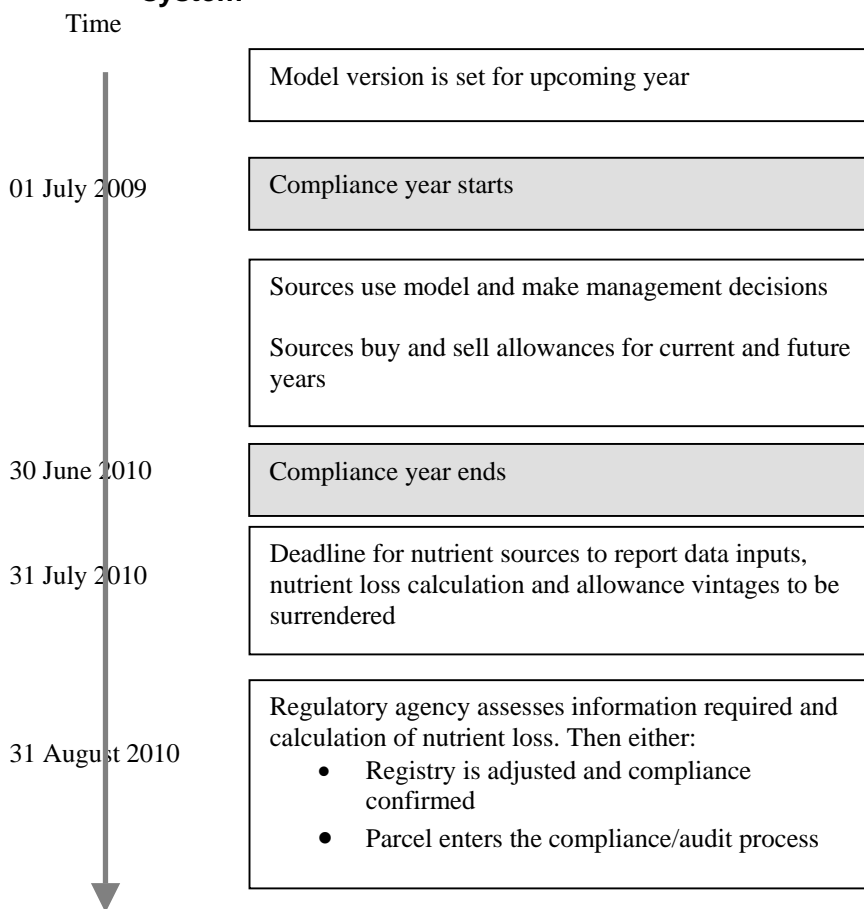 System
Time
Model version is set for upcoming year
01 July 2009
Compliance year starts
Sources use model and make management decisions
Sources buy and sell allowances for current and future
years
30 June 2010
Compliance year ends
31 July 2010
Deadline for nutrient sources to report data inputs,
nutrient loss calculation and allowance vintages to be
surrendered
31 August 2010
Regulatory agency assesses information required and
calculation of nutrient loss. Then either:
• Registry is adjusted and compliance
confirmed
• Parcel enters the compliance/audit process